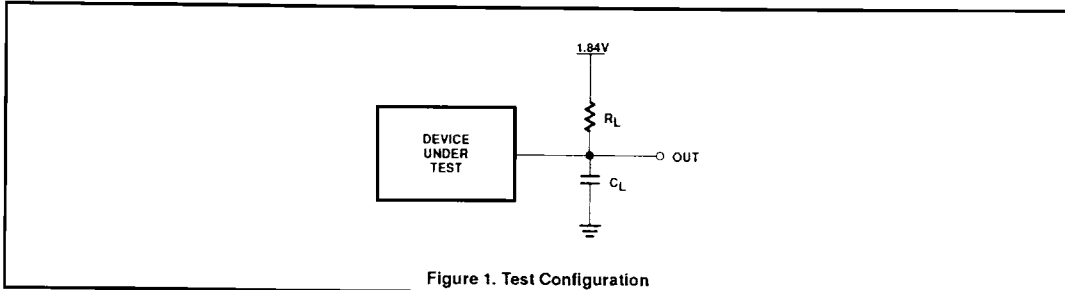 1.84V
RL
DEVICE
UNDER
TEST
OUT
CL
Figure 1. Test Configuration